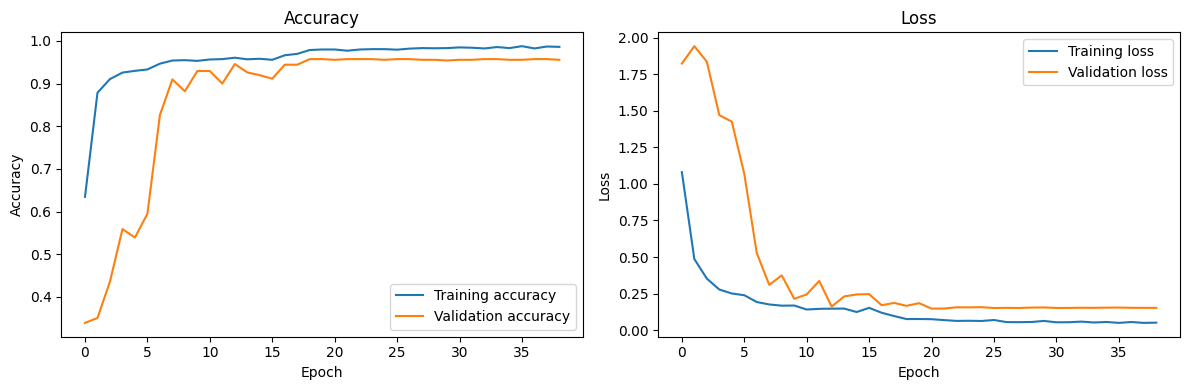 Accuracy
1.0
0.9
0.8
0.7
0.6
0.5
0.4
Accuracy
0 5 10 15 20 25 30 35
Epoch
Training accuracy
Validation accuracy
Loss
2.00
1.75
1.50
1.25
1.00
0.75
0.50
0.25
0.00
Loss
0 5 10 15 20 25 30 35
Epoch
Training loss
Validation loss